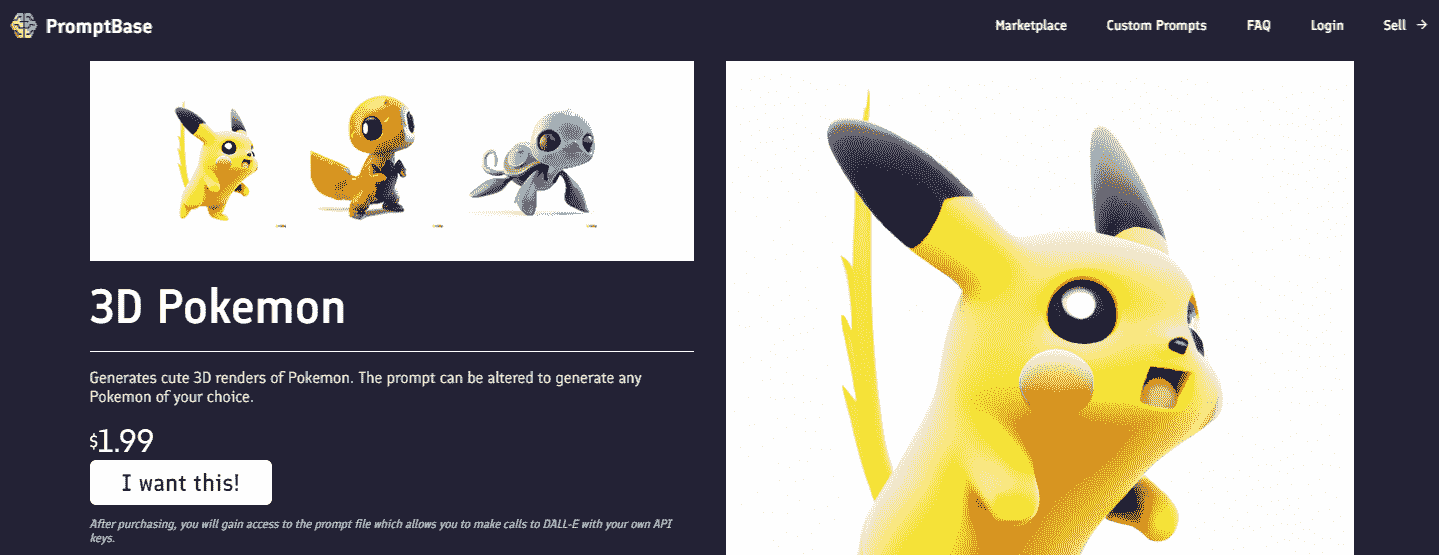 PromptBase
Marketplace
Custom Prompts
FAQ
Login
Sell →
3D Pokemon
Generates cute 3D renders of Pokemon. The prompt can be altered to generate any
Pokemon of your choice.
$1.99
I want this!
After purchasing, you will gain access to the prompt file which allows you to make calls to DALL-E with your own API
keys.